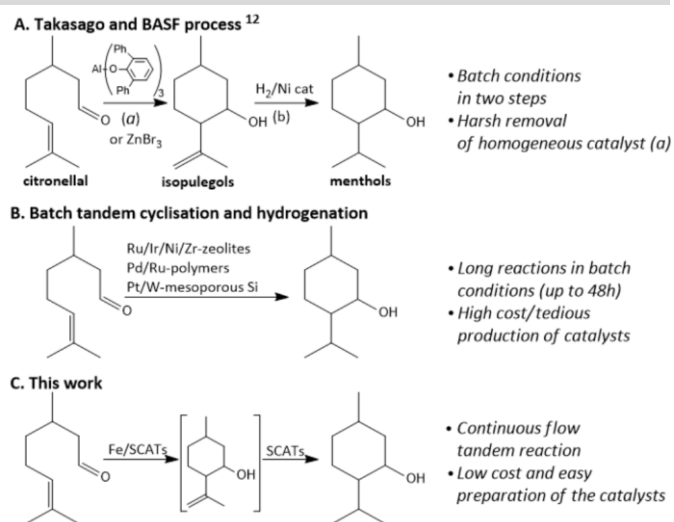 A. Takasago and BASF process 12
Ph
Al O
Ph
3
O
(a)
or ZnBr3
OH
H2/Ni cat
(b)
OH
• Batch conditions
in two steps
• Harsh removal
of homogeneous catalyst (a)
citronellal
isopulegols
menthols
B. Batch tandem cyclisation and hydrogenation
Ru/Ir/Ni/Zr-zeolites
Pd/Ru-polymers
Pt/W-mesoporous Si
O
OH
• Long reactions in batch
conditions (up to 48h)
• High cost/tedious
production of catalysts
C. This work
O
Fe/SCATs
OH
SCATs
OH
• Continuous flow
tandem reaction
• Low cost and easy
preparation of the catalysts